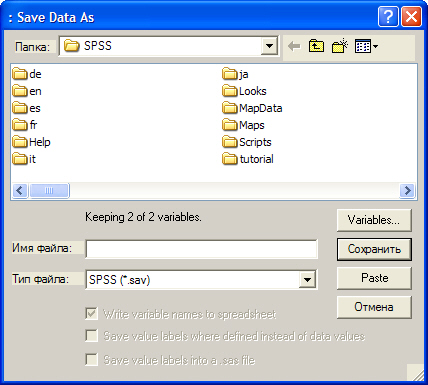 : Save Data As
Папка: SPSS
de
en
es
fr
Help
it
ja
Looks
MapData
Maps
Scripts
tutorial
Keeping 2 of 2 variables.
Variables...
Имя файла:
Сохранить
Тип файла: SPSS (*.sav)
Paste
Отмена
Write variable names to spreadsheet
Save value labels where defined instead of data values
Save value labels into a .sas file